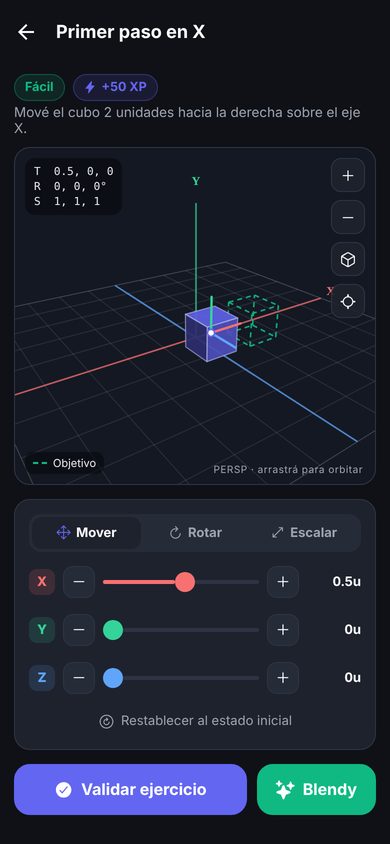 Primer paso en X
Fácil
+50 XP
Mové el cubo 2 unidades hacia la derecha sobre el eje
X.
T 0.5, 0, 0
R 0, 0, 0°
S 1, 1, 1
Y
X
Objetivo
PERSP · arrastrá para orbitar
Mover
Rotar
Escalar
X
0.5u
Y
0u
Z
0u
Restablecer al estado inicial
Validar ejercicio
Blendy